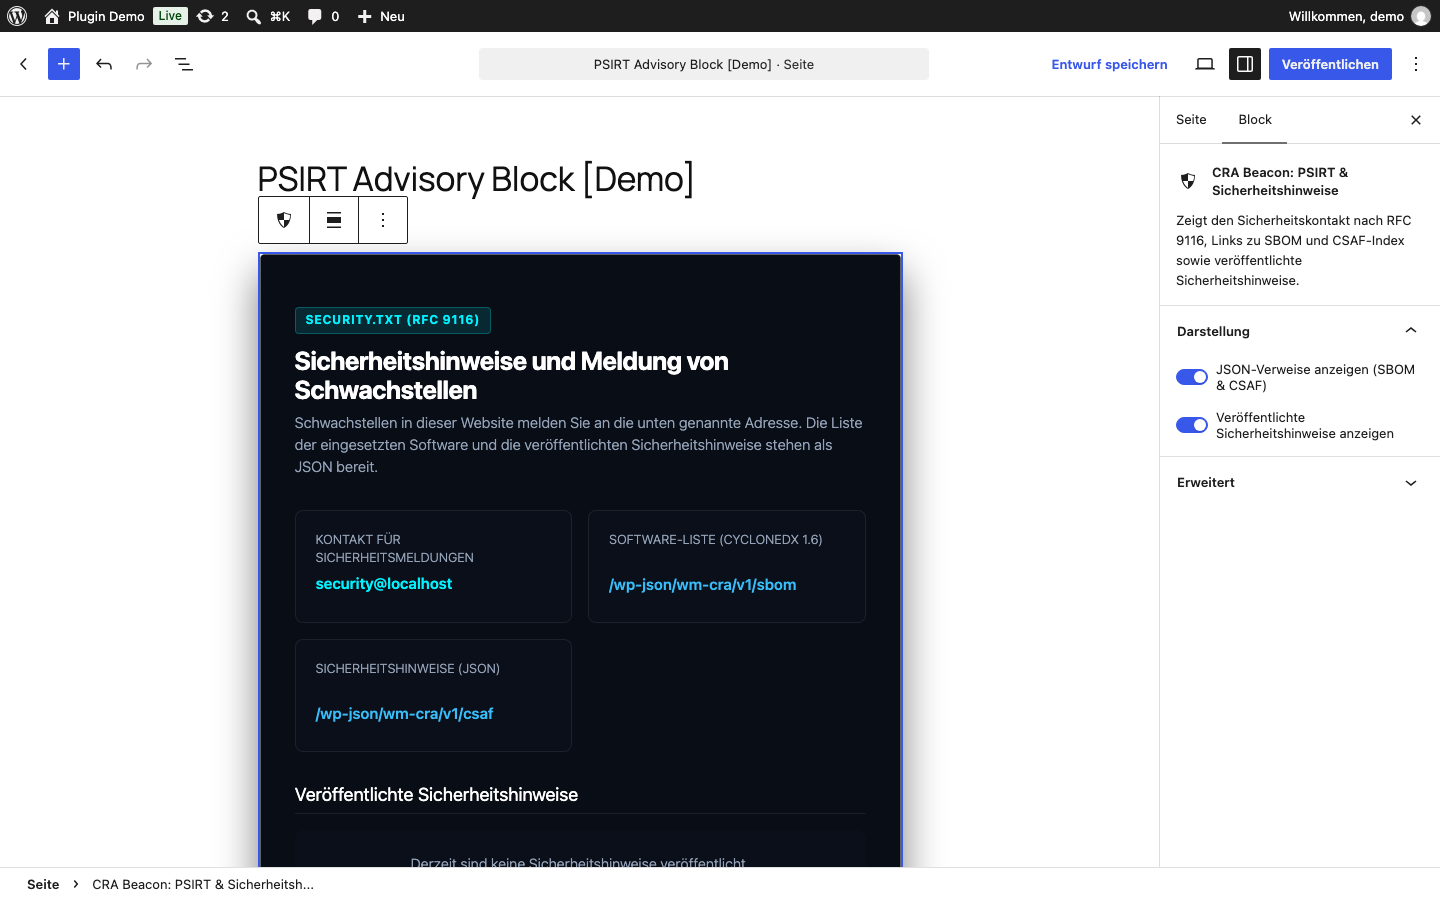 Plugin Demo Live 2 ⌘K 0 Neu
Willkommen, demo
PSIRT Advisory Block [Demo] · Seite
Entwurf speichern
Veröffentlichen
PSIRT Advisory Block [Demo]
SECURITY.TXT (RFC 9116)
Sicherheitshinweise und Meldung von
Schwachstellen
Schwachstellen in dieser Website melden Sie an die unten genannte Adresse. Die Liste
der eingesetzten Software und die veröffentlichten Sicherheitshinweise stehen als
JSON bereit.
KONTAKT FÜR
SICHERHEITSMELDUNGEN
security@localhost
SOFTWARE-LISTE (CYCLONEDX 1.6)
/wp-json/wm-cra/v1/sbom
SICHERHEITSHINWEISE (JSON)
/wp-json/wm-cra/v1/csaf
Veröffentlichte Sicherheitshinweise
Derzeit sind keine Sicherheitshinweise veröffentlicht
Seite
Block
CRA Beacon: PSIRT &
Sicherheitshinweise
Zeigt den Sicherheitskontakt nach RFC
9116, Links zu SBOM und CSAF-Index
sowie veröffentlichte
Sicherheitshinweise.
Darstellung
JSON-Verweise anzeigen (SBOM
& CSAF)
Veröffentlichte
Sicherheitshinweise anzeigen
Erweitert
Seite
CRA Beacon: PSIRT & Sicherheitsh...